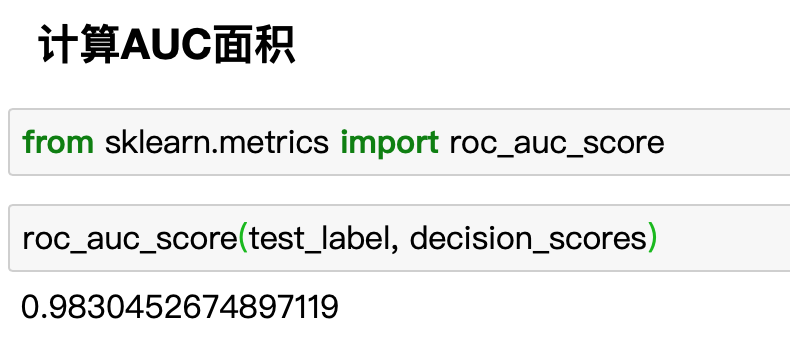 计算AUC面积
from sklearn.metrics import roc_auc_score
roc_auc_score(test_label, decision_scores)
0.9830452674897119